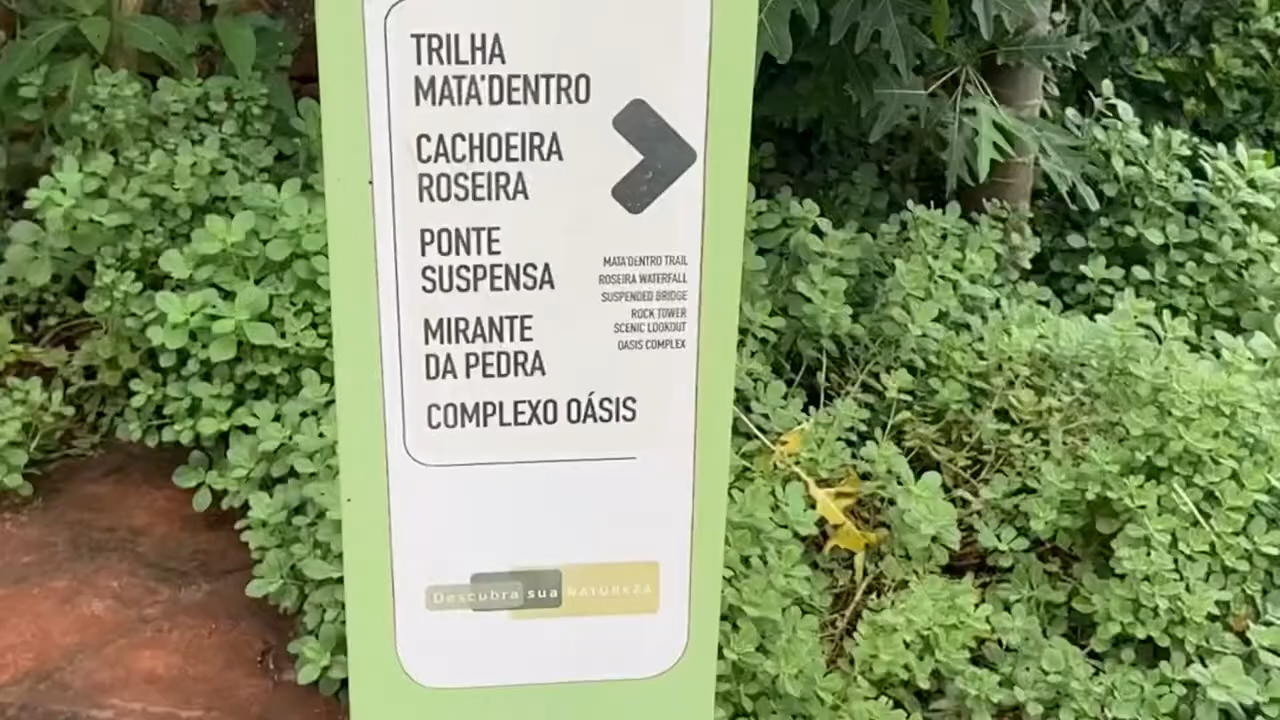 TRILHA
MATA'DENTRO
CACHOEIRA
ROSEIRA
PONTE
SUSPENSA
MIRANTE
DA PEDRA
COMPLEXO OÁSIS
MATA'DENTRO TRAIL
ROSEIRA WATERFALL
SUSPENDED BRIDGE
ROCK TOWER
SCENIC LOOKOUT
OASIS COMPLEX
Descubra sua NATUREZA